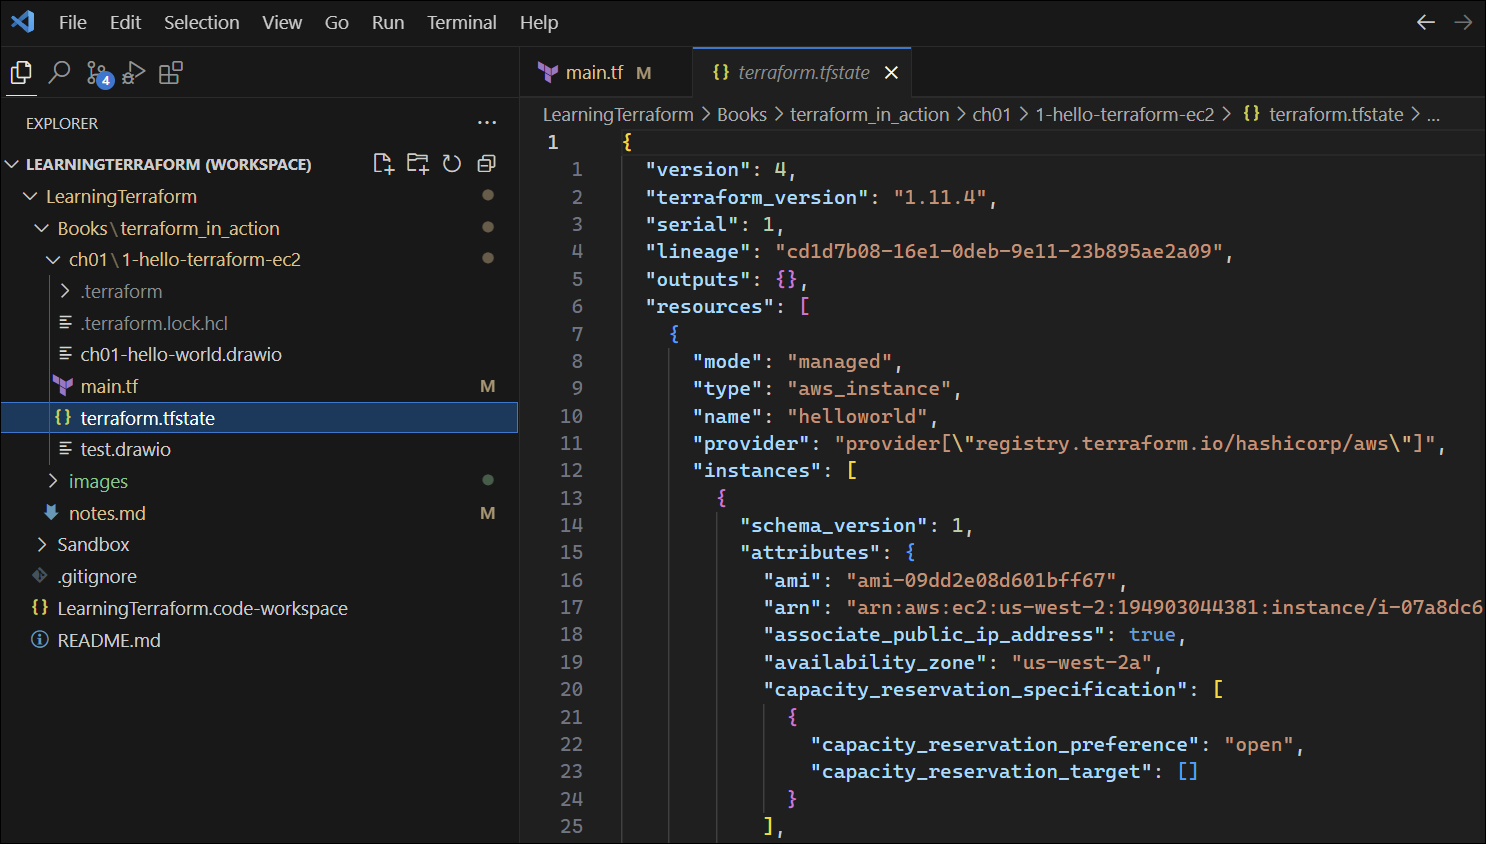 File Edit Selection View Go Run Terminal Help
4
main.tf M
{} terraform.tfstate
EXPLORER
LearningTerraform > Books > terraform_in_action > ch01 > 1-hello-terraform-ec2 > {} terraform.tfstate > ...
LEARNINGTERRAFORM (WORKSPACE)
LearningTerraform
Books\terraform_in_action
ch01\1-hello-terraform-ec2
.terraform
.terraform.lock.hcl
ch01-hello-world.drawio
main.tf M
{} terraform.tfstate
test.drawio
images
notes.md M
Sandbox
.gitignore
{} LearningTerraform.code-workspace
README.md
1 {
1 "version": 4,
2 "terraform_version": "1.11.4",
3 "serial": 1,
4 "lineage": "cd1d7b08-16e1-0deb-9e11-23b895ae2a09",
5 "outputs": {},
6 "resources": [
7 {
8 "mode": "managed",
9 "type": "aws_instance",
10 "name": "helloworld",
11 "provider": "provider[\"registry.terraform.io/hashicorp/aws\"]",
12 "instances": [
13 {
14 "schema_version": 1,
15 "attributes": {
16 "ami": "ami-09dd2e08d601bff67",
17 "arn": "arn:aws:ec2:us-west-2:194903044381:instance/i-07a8dc6
18 "associate_public_ip_address": true,
19 "availability_zone": "us-west-2a",
20 "capacity_reservation_specification": [
21 {
22 "capacity_reservation_preference": "open",
23 "capacity_reservation_target": []
24 }
25 ],